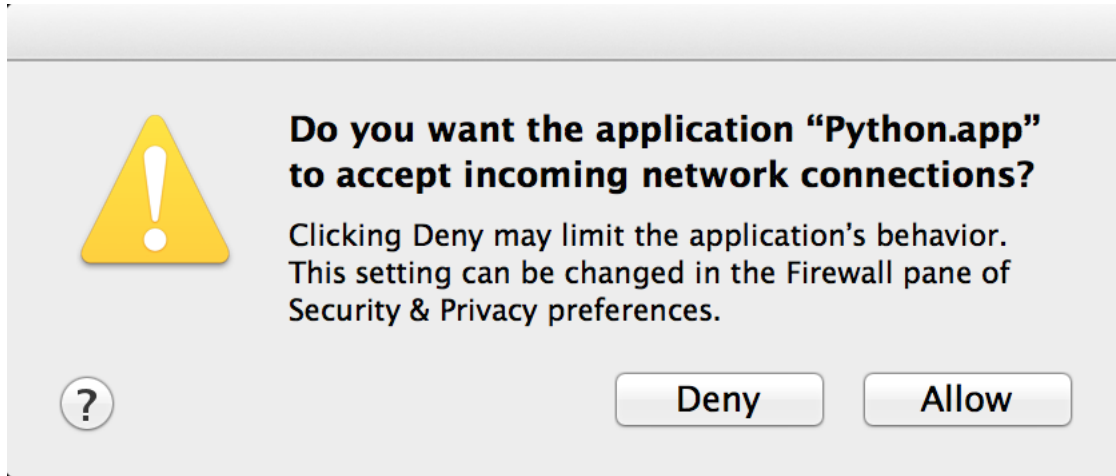 Do you want the application “Python.app”
to accept incoming network connections?
Clicking Deny may limit the application’s behavior.
This setting can be changed in the Firewall pane of
Security & Privacy preferences.
?
Deny
Allow